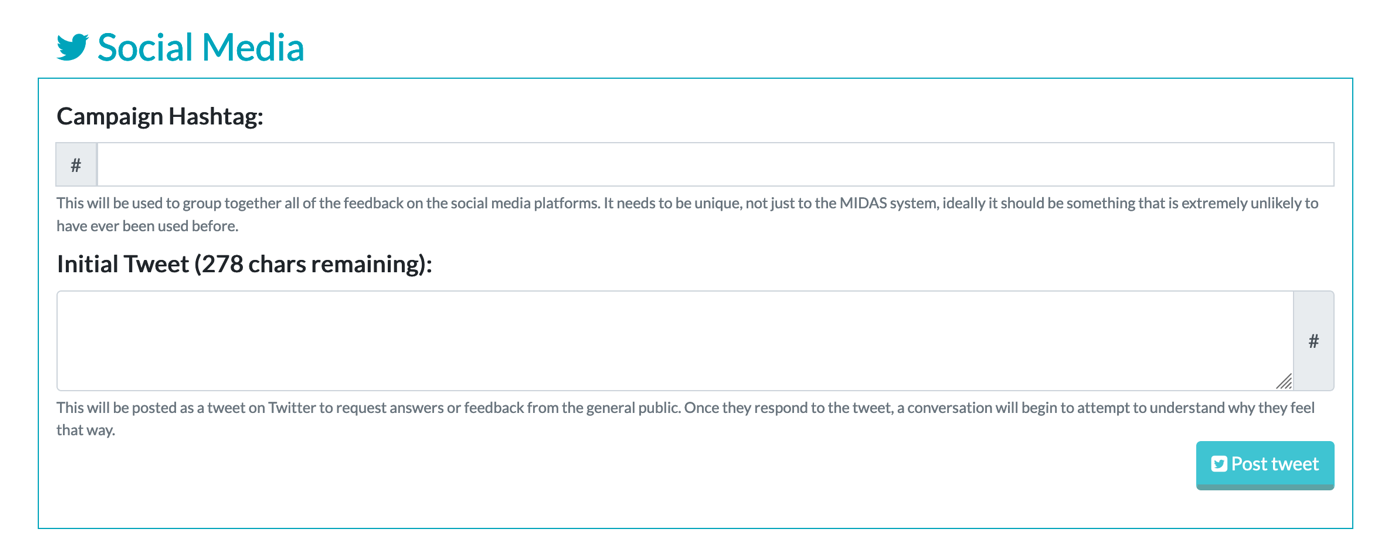 Social Media
Campaign Hashtag:
#
This will be used to group together all of the feedback on the social media platforms. It needs to be unique, not just to the MIDAS system, ideally it should be something that is extremely unlikely to
have ever been used before.
Initial Tweet (278 chars remaining):
#
This will be posted as a tweet on Twitter to request answers or feedback from the general public. Once they respond to the tweet, a conversation will begin to attempt to understand why they feel
that way.
Post tweet